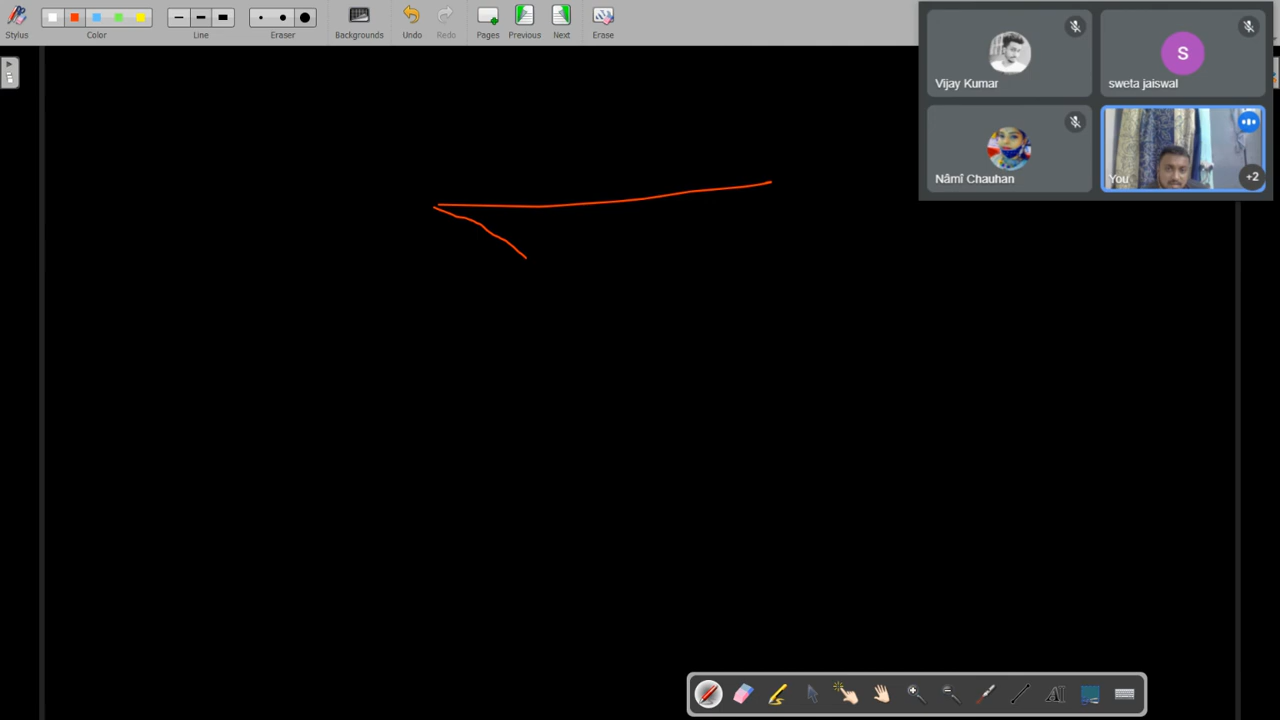 Stylus Color Line Eraser Backgrounds Undo Redo Pages Previous Next Erase
Vijay Kumar
S
sweta jaiswal
Nâmî Chauhan
You
+2
AI